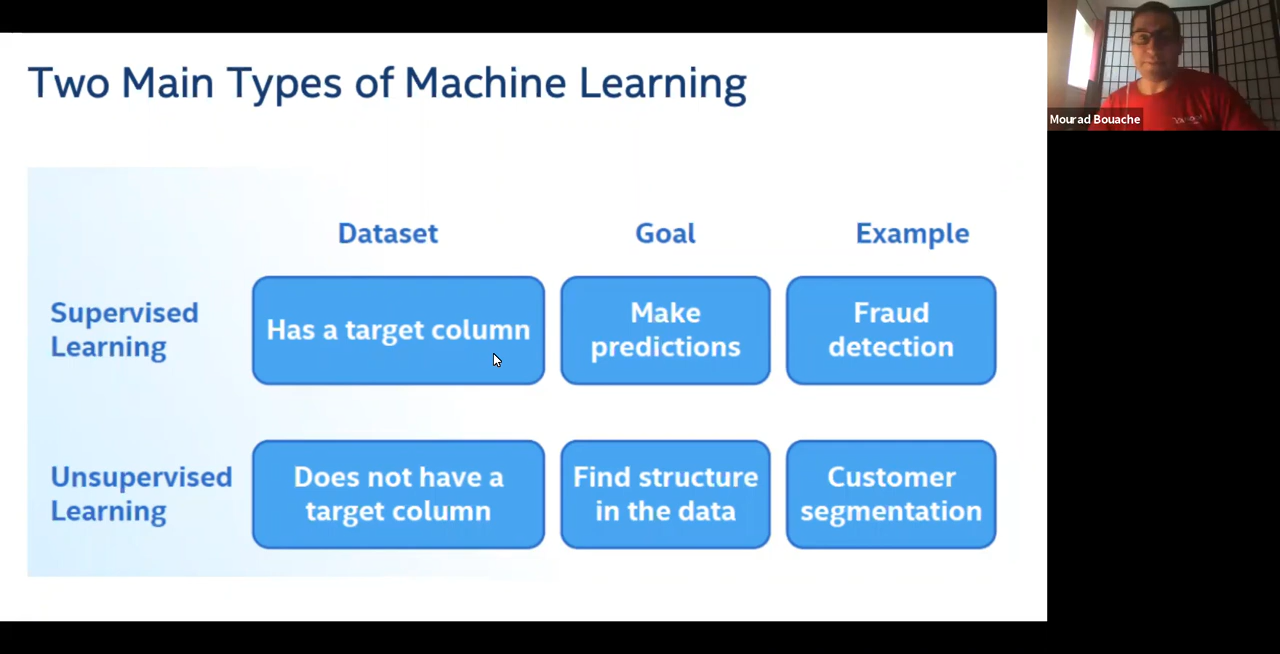 Two Main Types of Machine Learning
Mourad Bouache
Dataset
Goal
Example
Supervised
Learning
Has a target column
Make
predictions
Fraud
detection
Unsupervised
Learning
Does not have a
target column
Find structure
in the data
Customer
segmentation